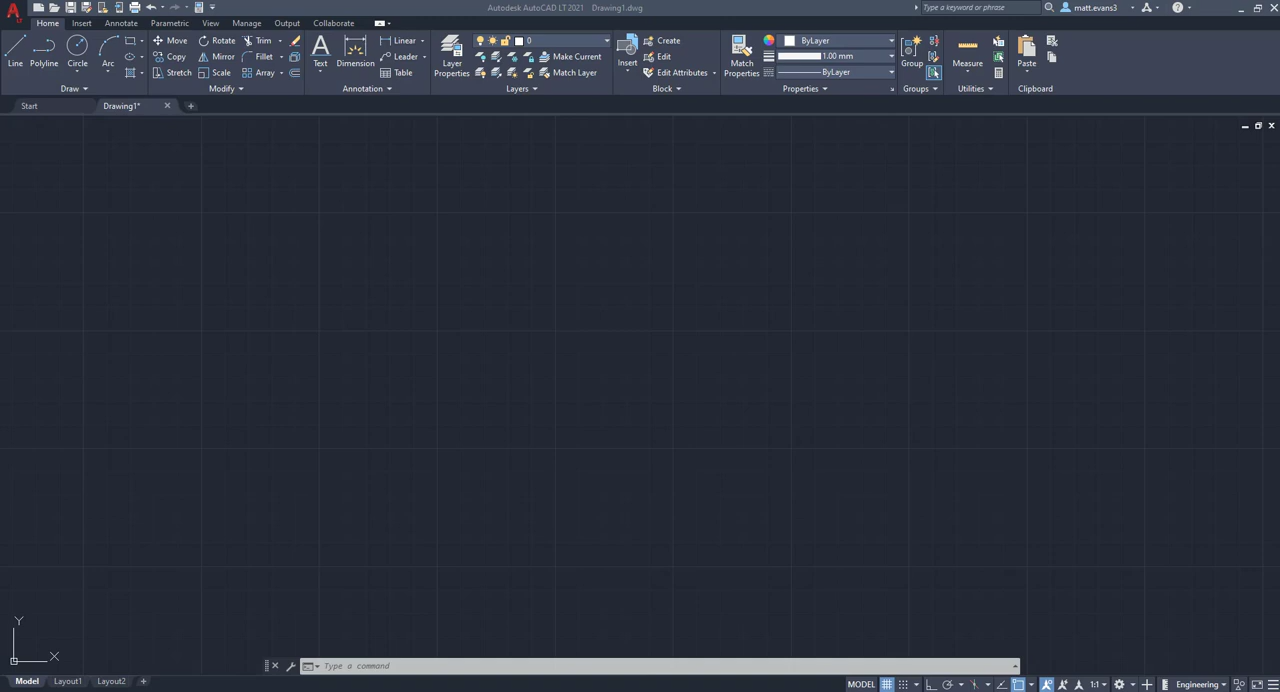 Autodesk AutoCAD LT 2021 Drawing1.dwg
Type a keyword or phrase
matt.evans3
LT
Home Insert Annotate Parametric View Manage Output Collaborate
Line Polyline Circle Arc
Move Rotate Trim
Copy Mirror Fillet
Stretch Scale Array
Text Dimension
Linear
Leader
Table
Layer Properties
0
Make Current
Match Layer
Insert
Create
Edit
Edit Attributes
Match Properties
ByLayer
1.00 mm
ByLayer
Group
Measure
Paste
Draw Modify Annotation Layers Block Properties Groups Utilities Clipboard
Start Drawing1*
Y
X
Type a command
Model Layout1 Layout2
MODEL 1:1 Engineering